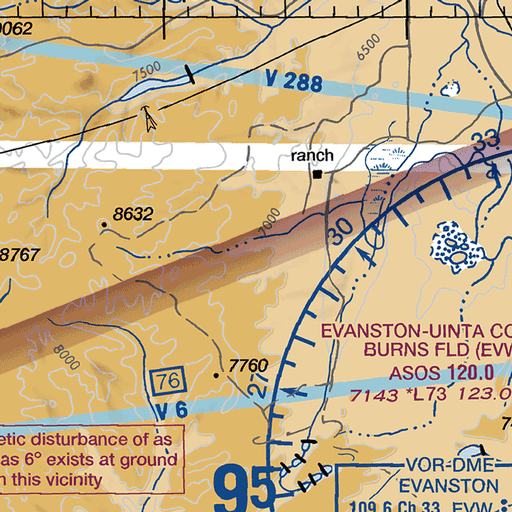 0062
6500
7500
V 288
33
ranch
8632
7000
30
8767
EVANSTON-UINTA CO
BURNS FLD (EVW
ASOS 120.0
7143 *L73 123.0
8000
7760
76
27
V 6
etic disturbance of as
as 6° exists at ground
n this vicinity
95
VOR-DME
EVANSTON
109.6 Ch 33 EVW